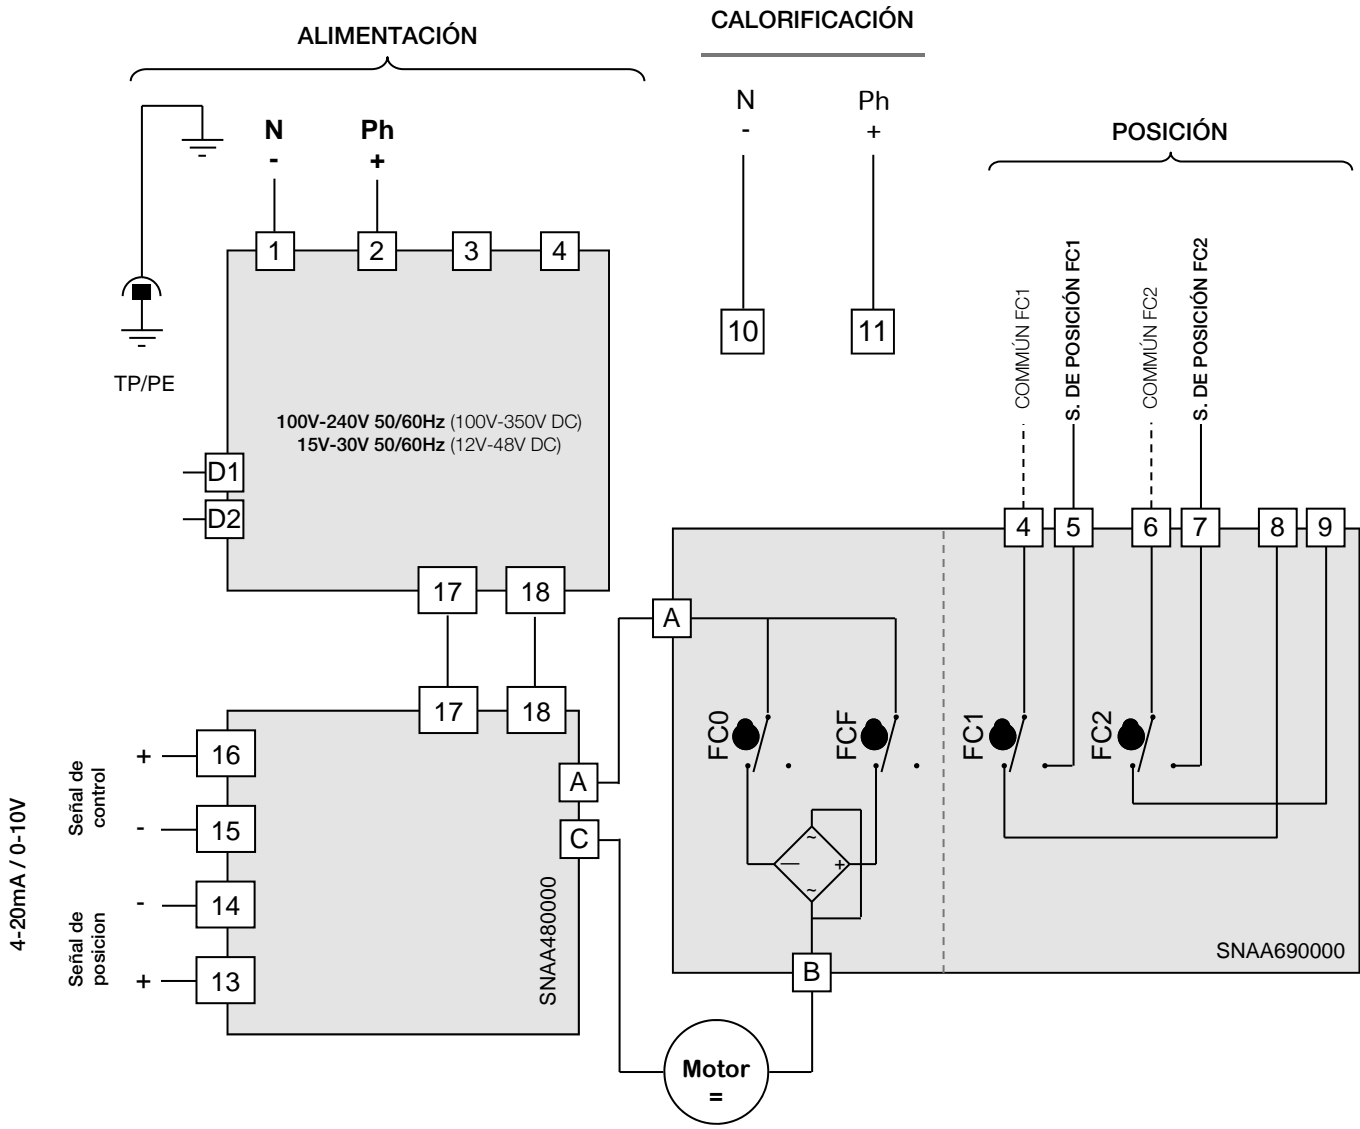 CALORIFICACIÓN
ALIMENTACIÓN
N
-
Ph
+
N
-
Ph
+
POSICIÓN
1
2
3
4
10
11
TP/PE
COMMÚN FC1
S. DE POSICIÓN FC1
COMMÚN FC2
S. DE POSICIÓN FC2
100V-240V 50/60Hz (100V-350V DC)
15V-30V 50/60Hz (12V-48V DC)
D1
D2
4
5
6
7
8
9
17
18
A
17
18
FC0
FCF
FC1
FC2
4-20mA / 0-10V
Señal de
control
+
16
-
15
Señal de
posicion
-
14
+
13
A
C
SNAA480000
~
—
+
~
SNAA690000
B
Motor
=